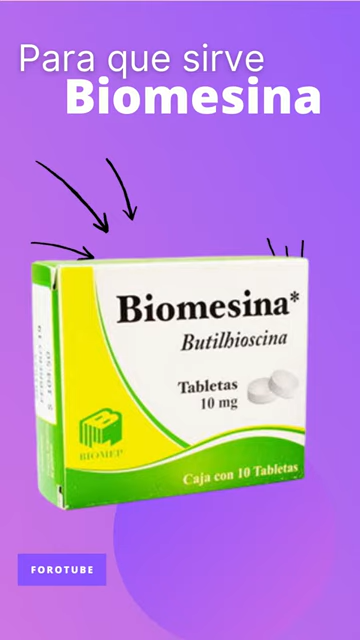 Para que sirve
Biomesina
Biomesina*
Butilhioscina
Tabletas
10 mg
BIOMEP
Caja con 10 Tabletas
FOROTUBE